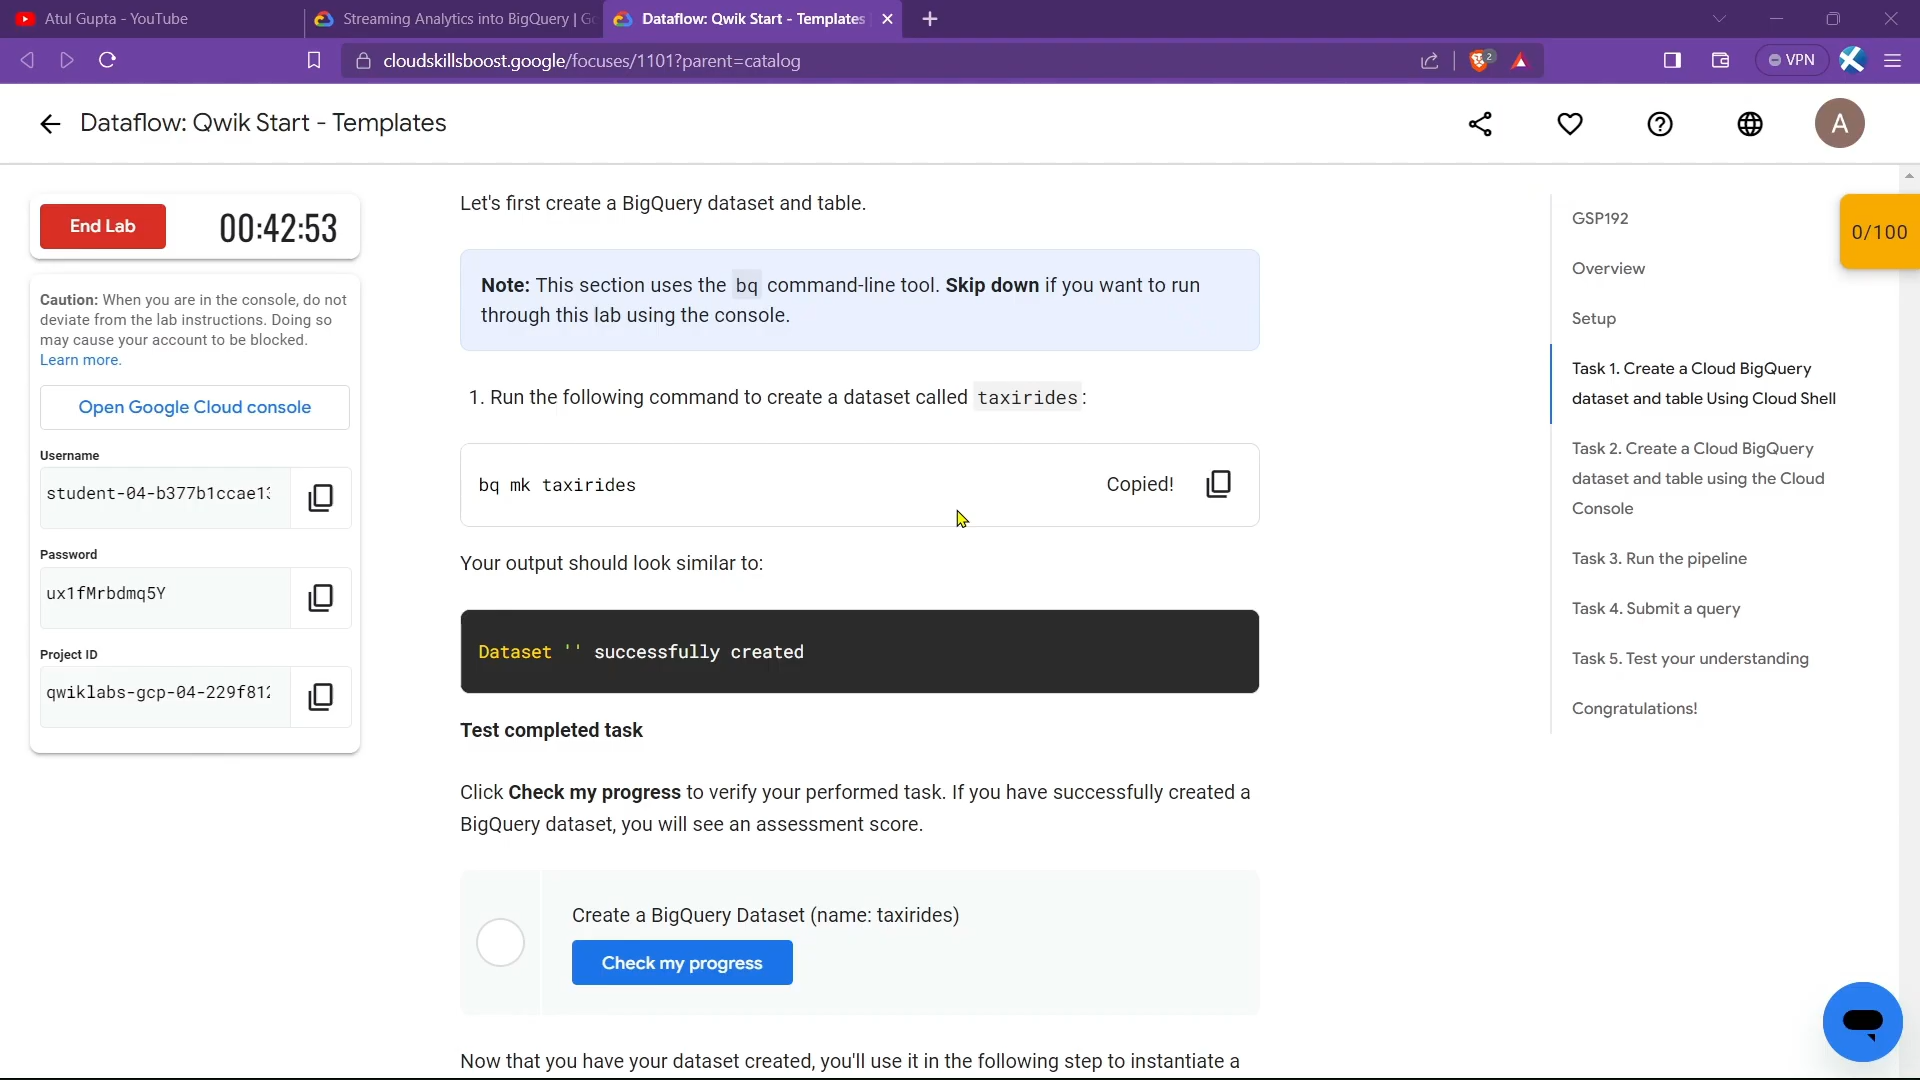 Atul Gupta - YouTube
Streaming Analytics into BigQuery | Go
Dataflow: Qwik Start - Templates
cloudskillsboost.google/focuses/1101?parent=catalog
2
VPN
Dataflow: Qwik Start - Templates
A
End Lab
00:42:53
Caution: When you are in the console, do not
deviate from the lab instructions. Doing so
may cause your account to be blocked.
Learn more.
Open Google Cloud console
Username
student-04-b377b1ccae13
Password
ux1fMrbdmq5Y
Project ID
qwiklabs-gcp-04-229f812
Let's first create a BigQuery dataset and table.
Note: This section uses the bq command-line tool. Skip down if you want to run
through this lab using the console.
1. Run the following command to create a dataset called taxirides:
bq mk taxirides
Copied!
Your output should look similar to:
Dataset '' successfully created
Test completed task
Click Check my progress to verify your performed task. If you have successfully created a
BigQuery dataset, you will see an assessment score.
Create a BigQuery Dataset (name: taxirides)
Check my progress
Now that you have your dataset created, you'll use it in the following step to instantiate a
GSP192
Overview
Setup
Task 1. Create a Cloud BigQuery
dataset and table Using Cloud Shell
Task 2. Create a Cloud BigQuery
dataset and table using the Cloud
Console
Task 3. Run the pipeline
Task 4. Submit a query
Task 5. Test your understanding
Congratulations!
0/100